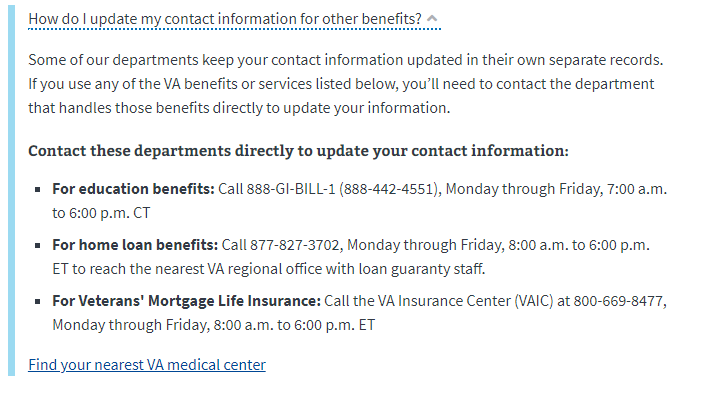 How do I update my contact information for other benefits?
Some of our departments keep your contact information updated in their own separate records.
If you use any of the VA benefits or services listed below, you’ll need to contact the department
that handles those benefits directly to update your information.
Contact these departments directly to update your contact information:
▪ For education benefits: Call 888-GI-BILL-1 (888-442-4551), Monday through Friday, 7:00 a.m.
to 6:00 p.m. CT
▪ For home loan benefits: Call 877-827-3702, Monday through Friday, 8:00 a.m. to 6:00 p.m.
ET to reach the nearest VA regional office with loan guaranty staff.
▪ For Veterans' Mortgage Life Insurance: Call the VA Insurance Center (VAIC) at 800-669-8477,
Monday through Friday, 8:00 a.m. to 6:00 p.m. ET
Find your nearest VA medical center